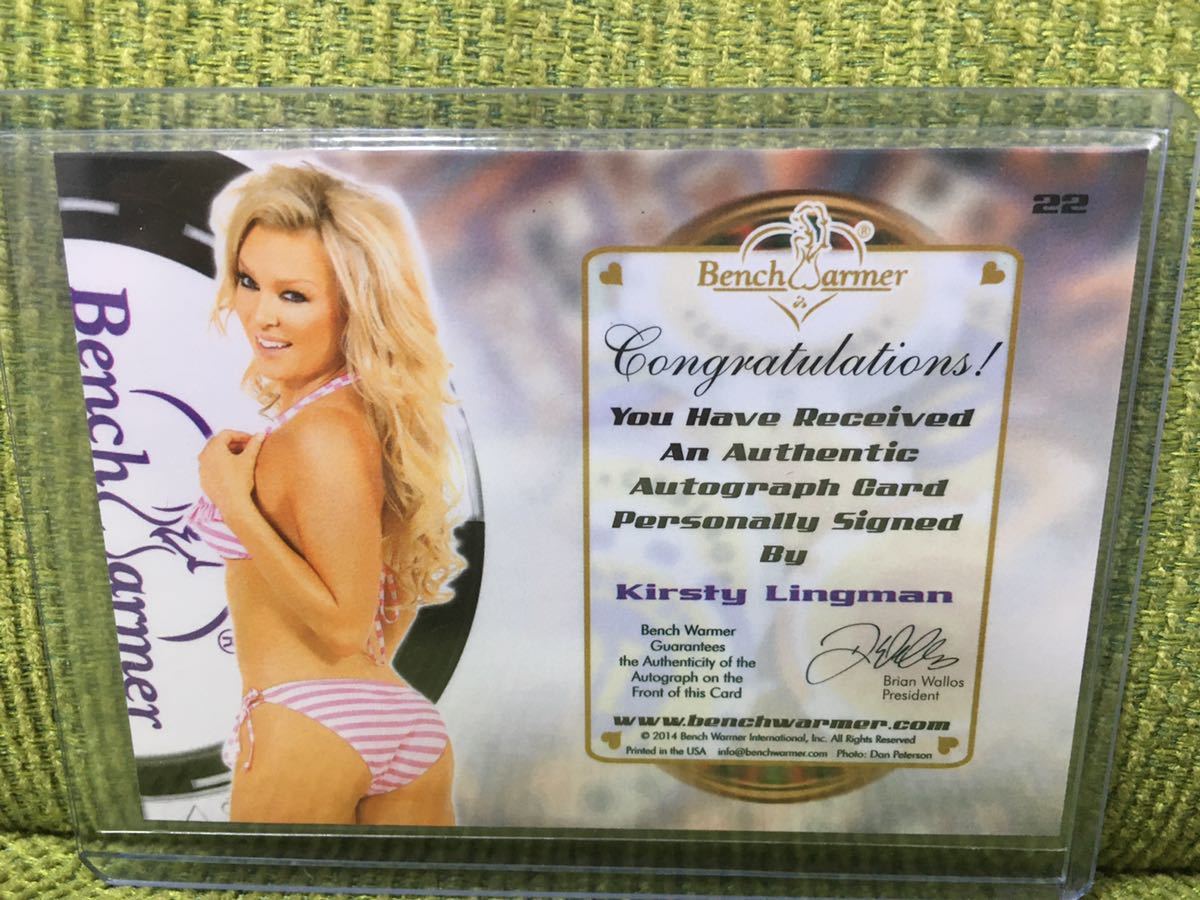 22
Bench Warmer
Bench Warmer ®
Congratulations!
You Have Received
An Authentic
Autograph Card
Personally Signed
By
Kirsty Lingman
Bench Warmer
Guarantees
the Authenticity of the
Autograph on the
Front of this Card
Brian Wallos
President
www.benchwarmer.com
© 2014 Bench Warmer International, Inc. All Rights Reserved
Printed in the USA info@benchwarmer.com Photo: Dan Peterson